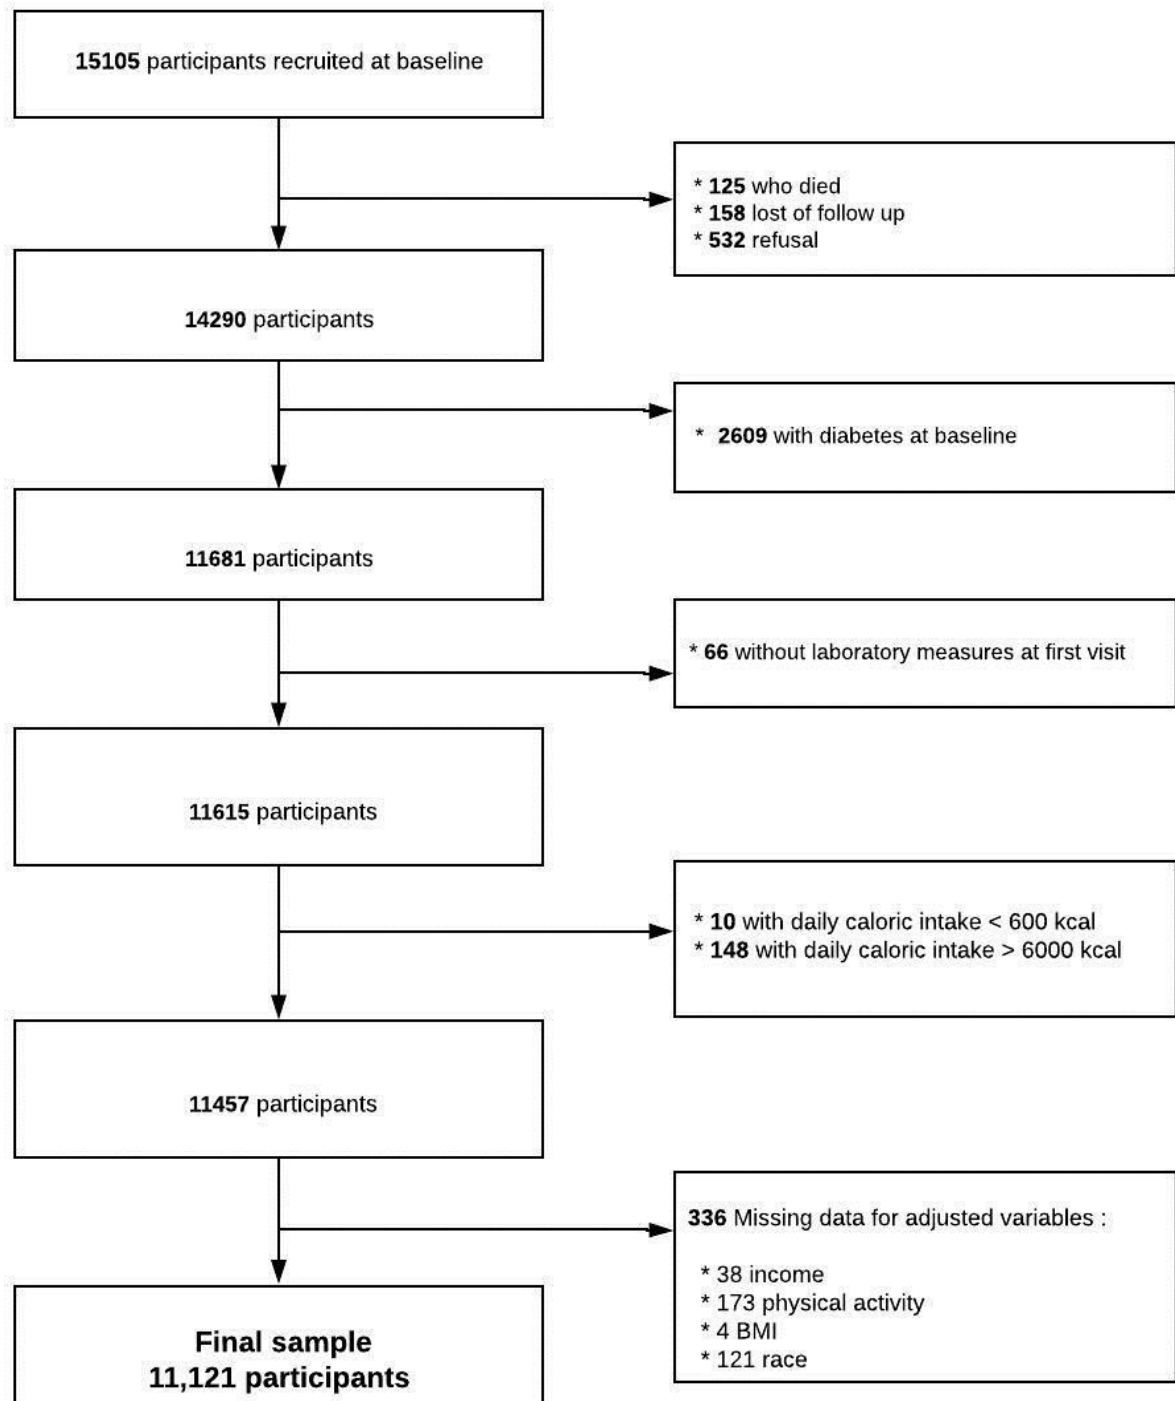 15105 participants recruited at baseline
* 125 who died
* 158 lost of follow up
* 532 refusal
14290 participants
* 2609 with diabetes at baseline
11681 participants
* 66 without laboratory measures at first visit
11615 participants
* 10 with daily caloric intake < 600 kcal
* 148 with daily caloric intake > 6000 kcal
11457 participants
336 Missing data for adjusted variables :
* 38 income
* 173 physical activity
* 4 BMI
* 121 race
Final sample
11,121 participants